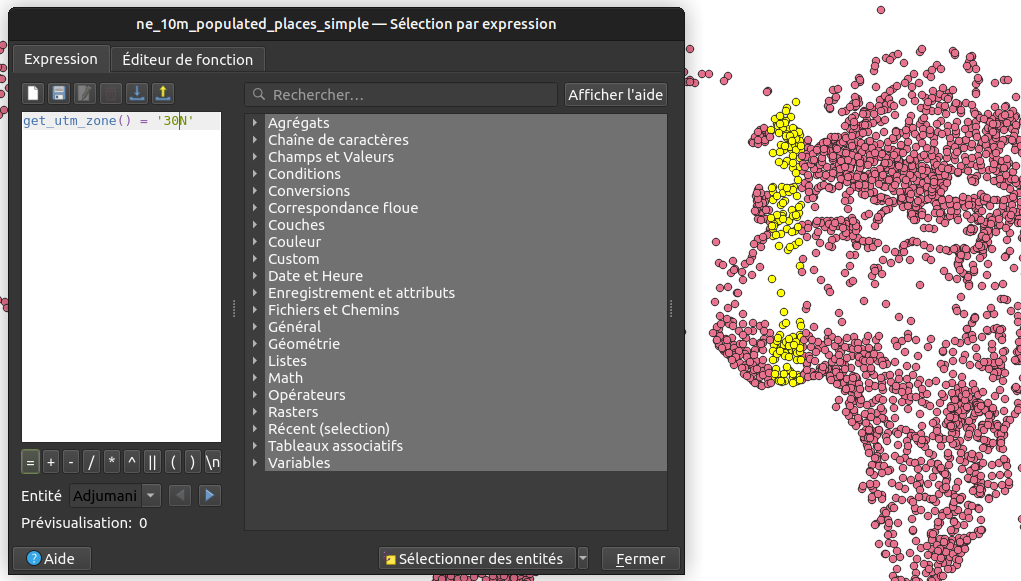 ne_10m_populated_places_simple — Sélection par expression
Expression
Éditeur de fonction
Rechercher…
Afficher l'aide
get_utm_zone() = '30N'
Agrégats
Chaîne de caractères
Champs et Valeurs
Conditions
Conversions
Correspondance floue
Couches
Couleur
Custom
Date et Heure
Enregistrement et attributs
Fichiers et Chemins
Général
Géométrie
Listes
Math
Opérateurs
Rasters
Récent (selection)
Tableaux associatifs
Variables
= + - / * ^ || ( ) \n
Entité Adjumani
Prévisualisation: 0
Aide
Sélectionner des entités
Fermer